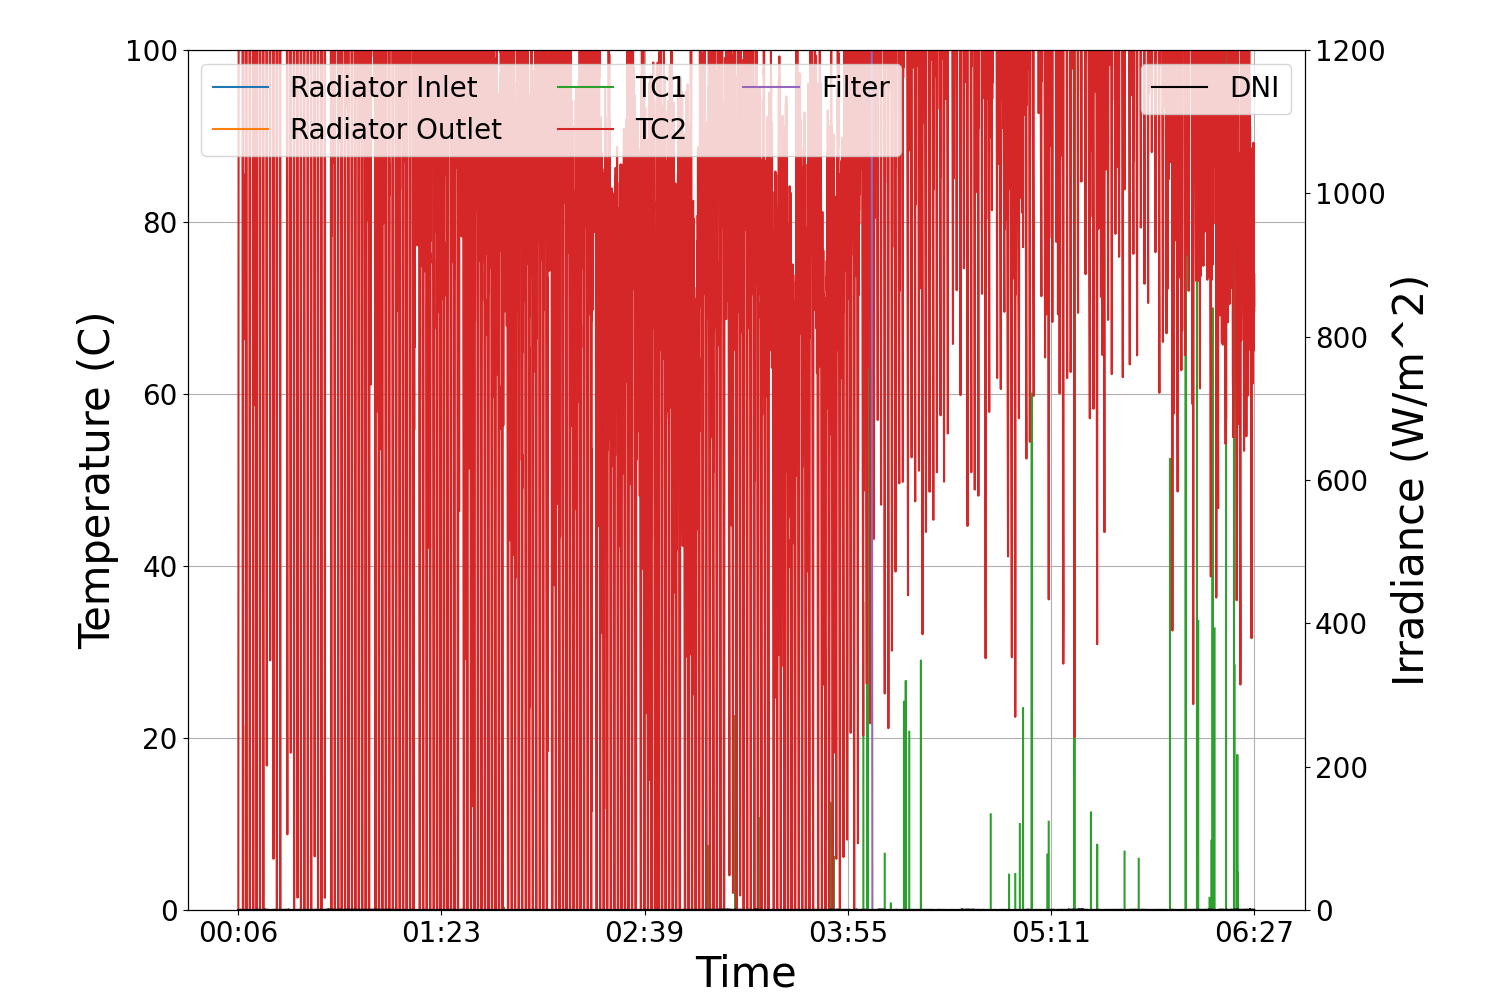 100
80
60
40
20
0
Temperature (C)
Radiator Inlet
Radiator Outlet
TC1
TC2
Filter
DNI
1200
1000
800
600
400
200
0
Irradiance (W/m^2)
00:06
01:23
02:39
03:55
05:11
06:27
Time